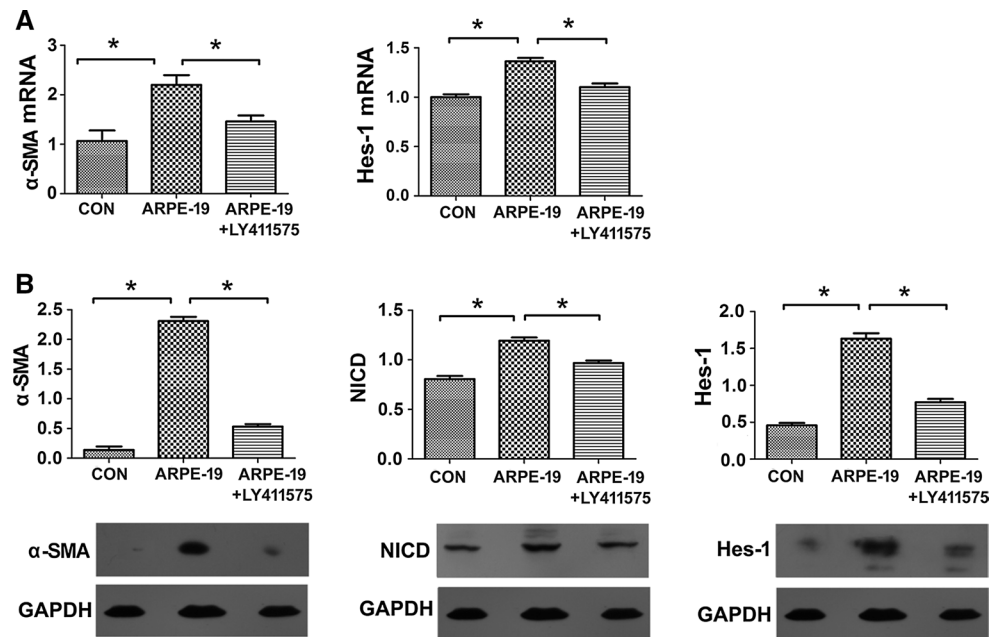 A
α-SMA mRNA
3
2
1
0
*
*
CON
ARPE-19
ARPE-19
+LY411575
Hes-1 mRNA
1.5
1.0
0.5
0.0
*
*
CON
ARPE-19
ARPE-19
+LY411575
B
α-SMA
2.5
2.0
1.5
1.0
0.5
0.0
*
*
CON
ARPE-19
ARPE-19
+LY411575
NICD
1.5
1.0
0.5
0.0
*
*
CON
ARPE-19
ARPE-19
+LY411575
Hes-1
2.0
1.5
1.0
0.5
0.0
*
*
CON
ARPE-19
ARPE-19
+LY411575
α-SMA
GAPDH
NICD
GAPDH
Hes-1
GAPDH